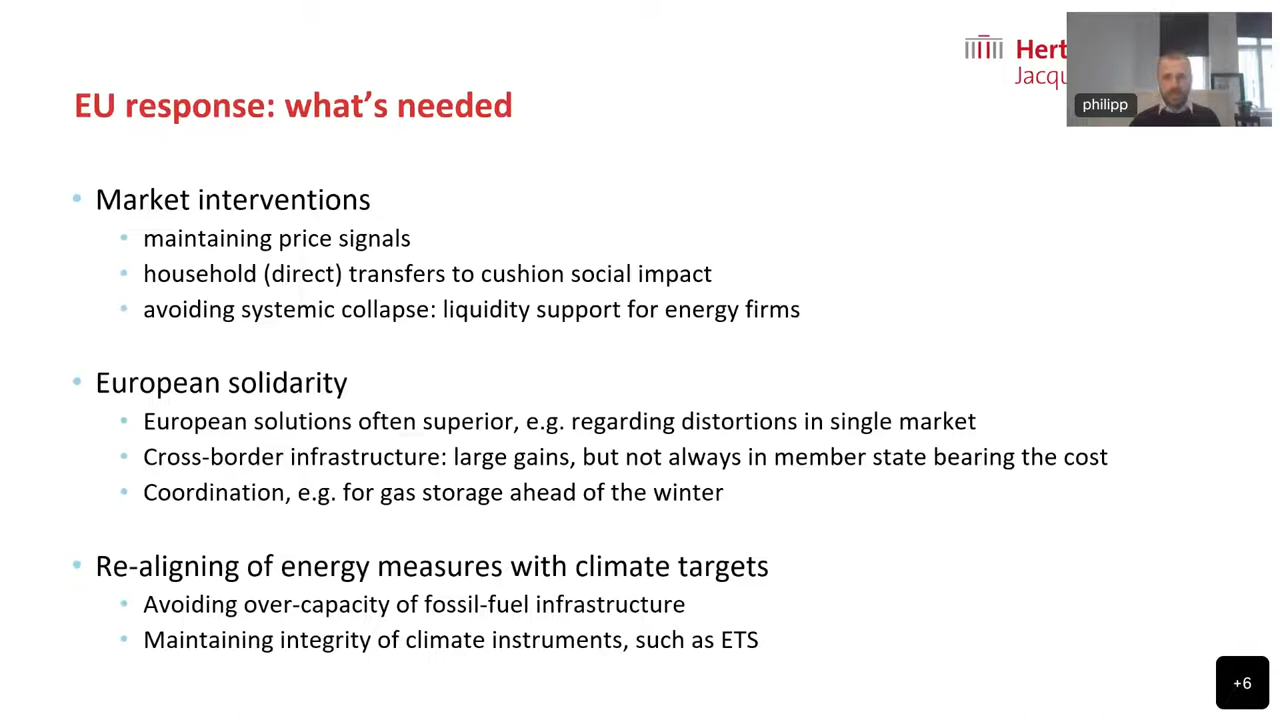 Hert
Jacqu
philipp
EU response: what's needed
• Market interventions
• maintaining price signals
• household (direct) transfers to cushion social impact
• avoiding systemic collapse: liquidity support for energy firms
• European solidarity
• European solutions often superior, e.g. regarding distortions in single market
• Cross-border infrastructure: large gains, but not always in member state bearing the cost
• Coordination, e.g. for gas storage ahead of the winter
• Re-aligning of energy measures with climate targets
• Avoiding over-capacity of fossil-fuel infrastructure
• Maintaining integrity of climate instruments, such as ETS
+6